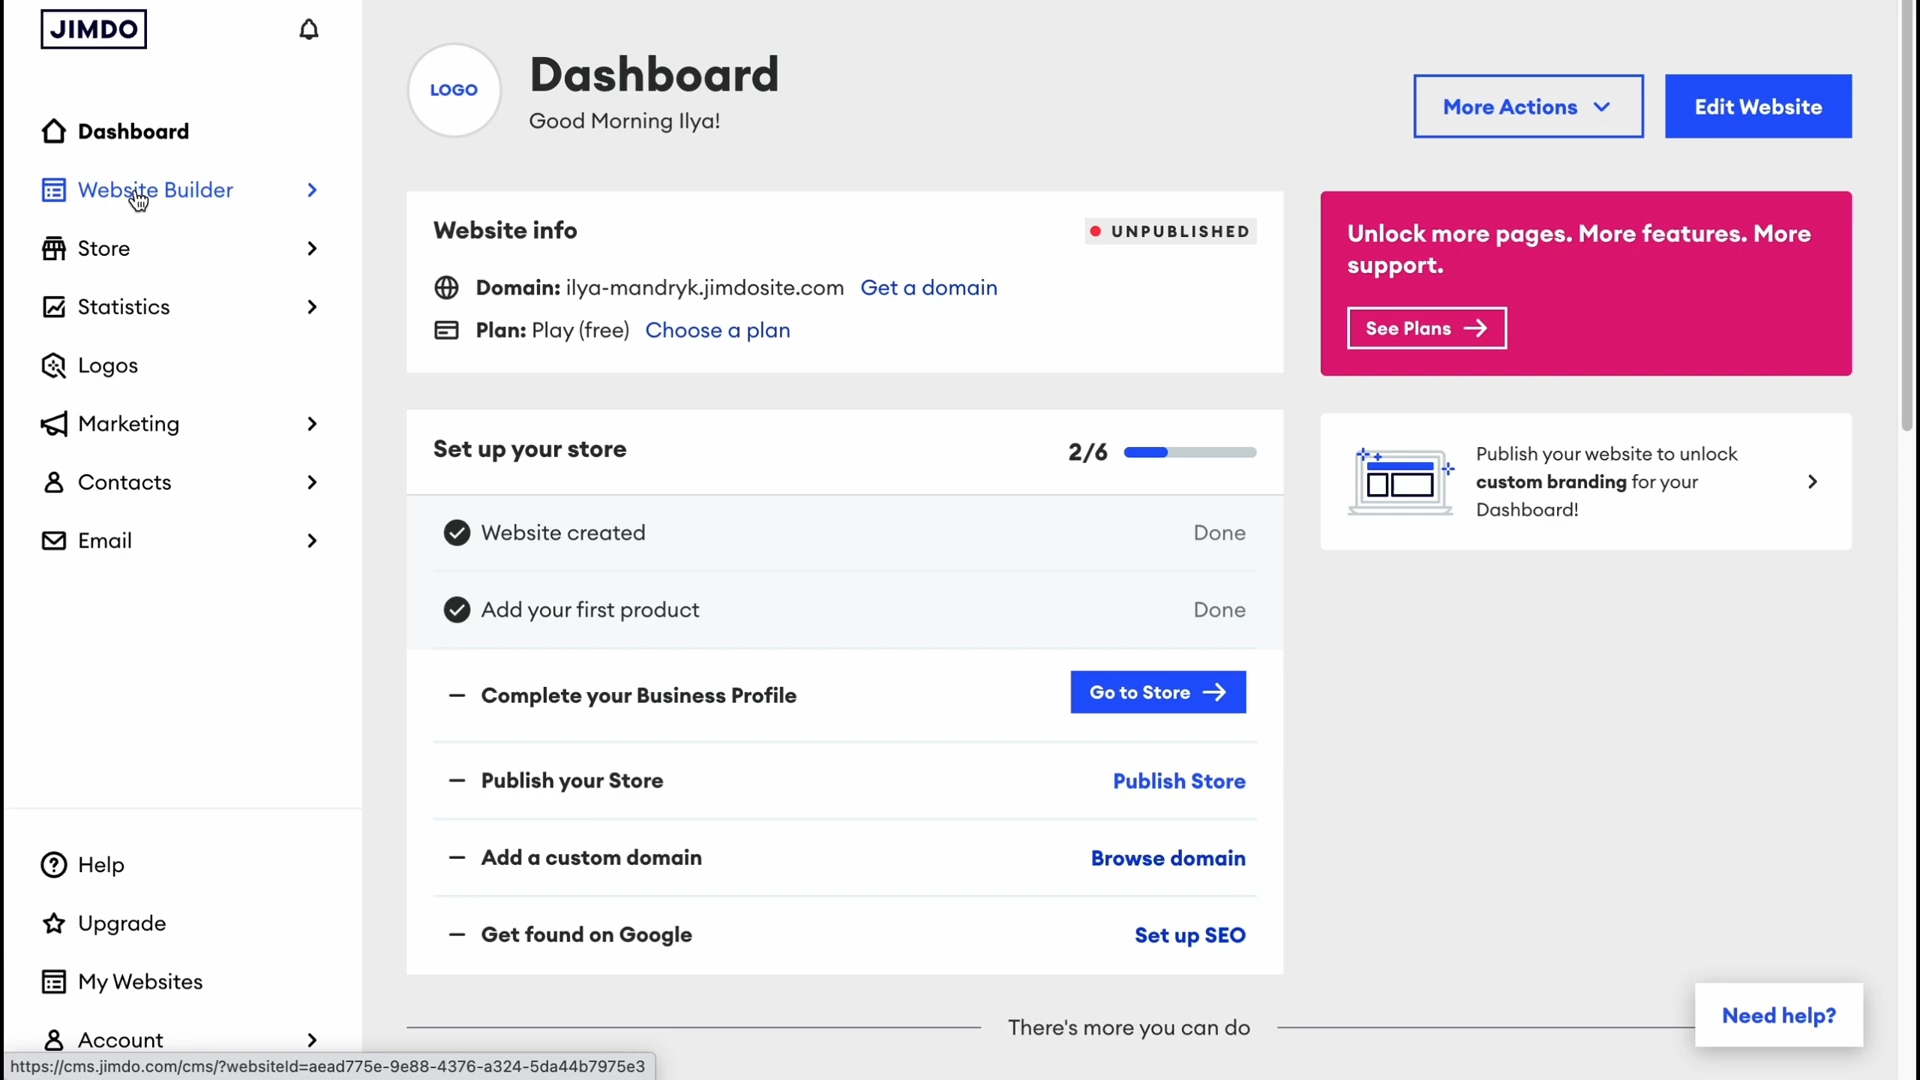 JIMDO
Dashboard
Website Builder
Store
Statistics
Logos
Marketing
Contacts
Email
Help
Upgrade
My Websites
Account
https://cms.jimdo.com/cms/?websiteId=aead775e-9e88-4376-a324-5da44b7975e3
LOGO
Dashboard
Good Morning Ilya!
More Actions
Edit Website
Website info
UNPUBLISHED
Domain: ilya-mandryk.jimdosite.com Get a domain
Plan: Play (free) Choose a plan
Unlock more pages. More features. More
support.
See Plans
Set up your store
2/6
Website created
Done
Add your first product
Done
Complete your Business Profile
Go to Store
Publish your Store
Publish Store
Add a custom domain
Browse domain
Get found on Google
Set up SEO
Publish your website to unlock
custom branding for your
Dashboard!
There's more you can do
Need help?